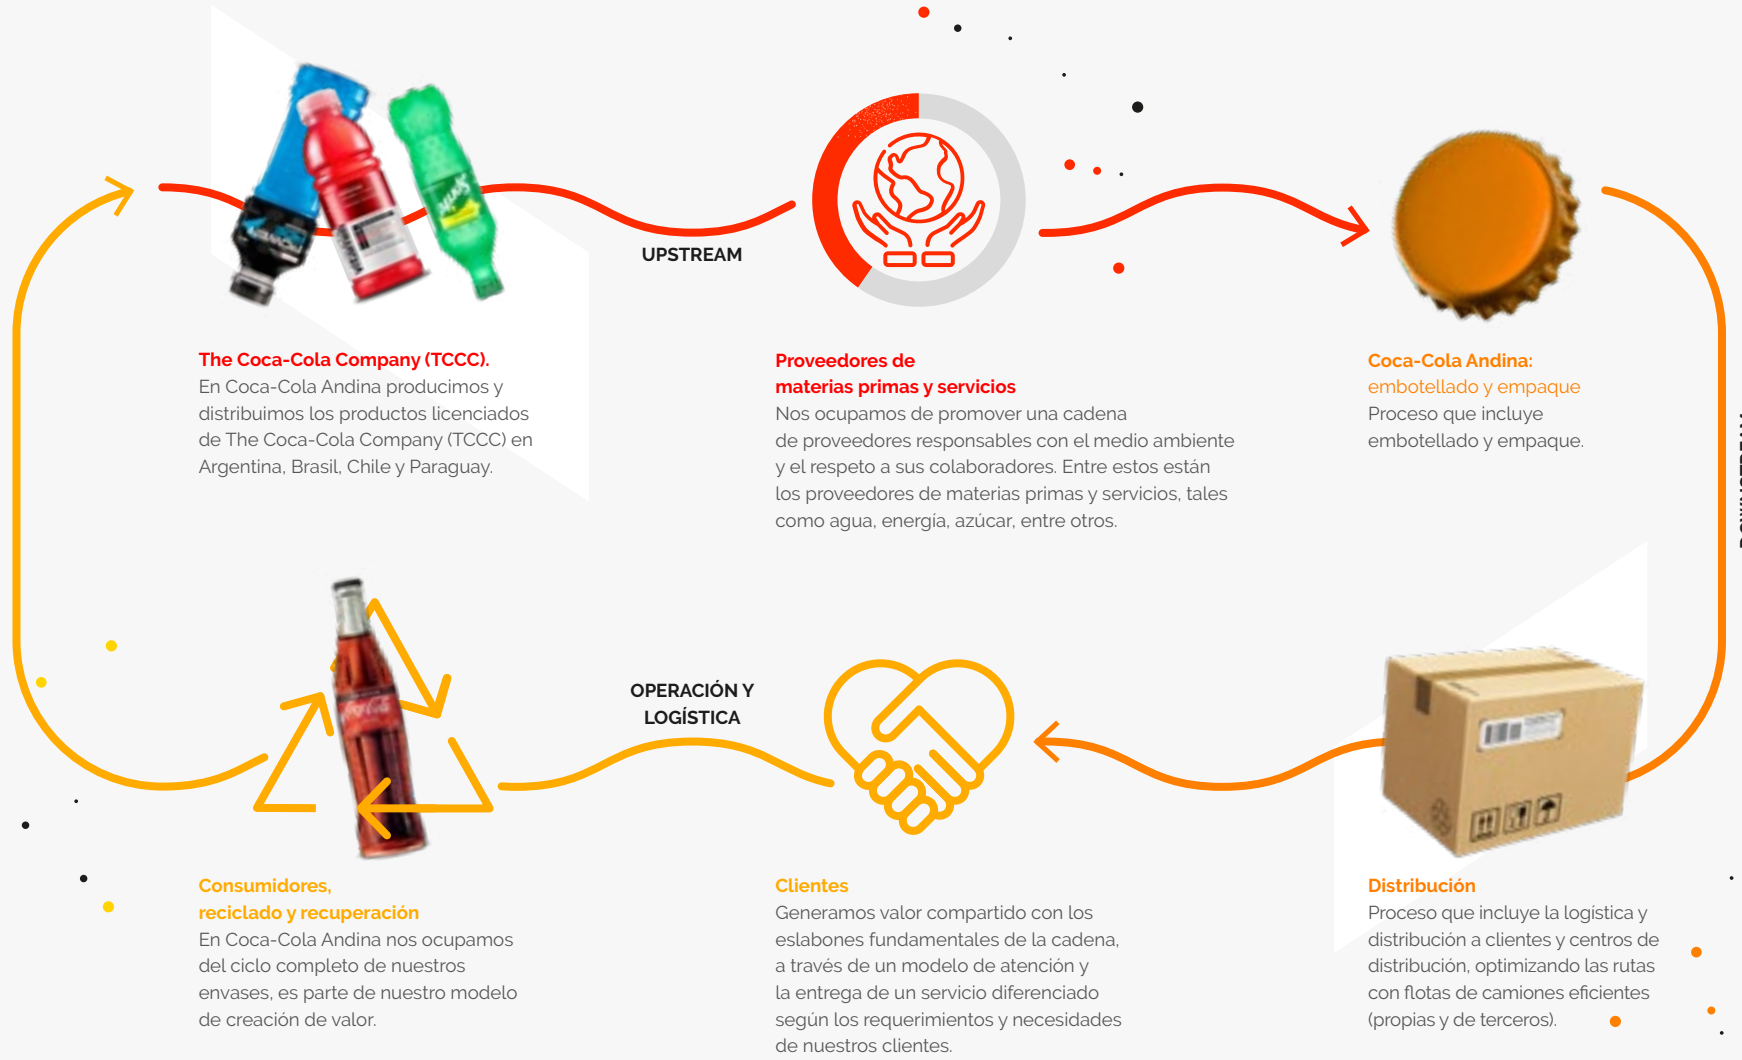 UPSTREAM
The Coca-Cola Company (TCCC).
En Coca-Cola Andina producimos y
distribuimos los productos licenciados
de The Coca-Cola Company (TCCC) en
Argentina, Brasil, Chile y Paraguay.
Proveedores de
materias primas y servicios
Nos ocupamos de promover una cadena
de proveedores responsables con el medio ambiente
y el respeto a sus colaboradores. Entre estos están
los proveedores de materias primas y servicios, tales
como agua, energía, azúcar, entre otros.
Coca-Cola Andina:
embotellado y empaque
Proceso que incluye
embotellado y empaque.
OPERACIÓN Y
LOGÍSTICA
Consumidores,
reciclado y recuperación
En Coca-Cola Andina nos ocupamos
del ciclo completo de nuestros
envases, es parte de nuestro modelo
de creación de valor.
Clientes
Generamos valor compartido con los
eslabones fundamentales de la cadena,
a través de un modelo de atención y
la entrega de un servicio diferenciado
según los requerimientos y necesidades
de nuestros clientes.
Distribución
Proceso que incluye la logística y
distribución a clientes y centros de
distribución, optimizando las rutas
con flotas de camiones eficientes
(propias y de terceros).